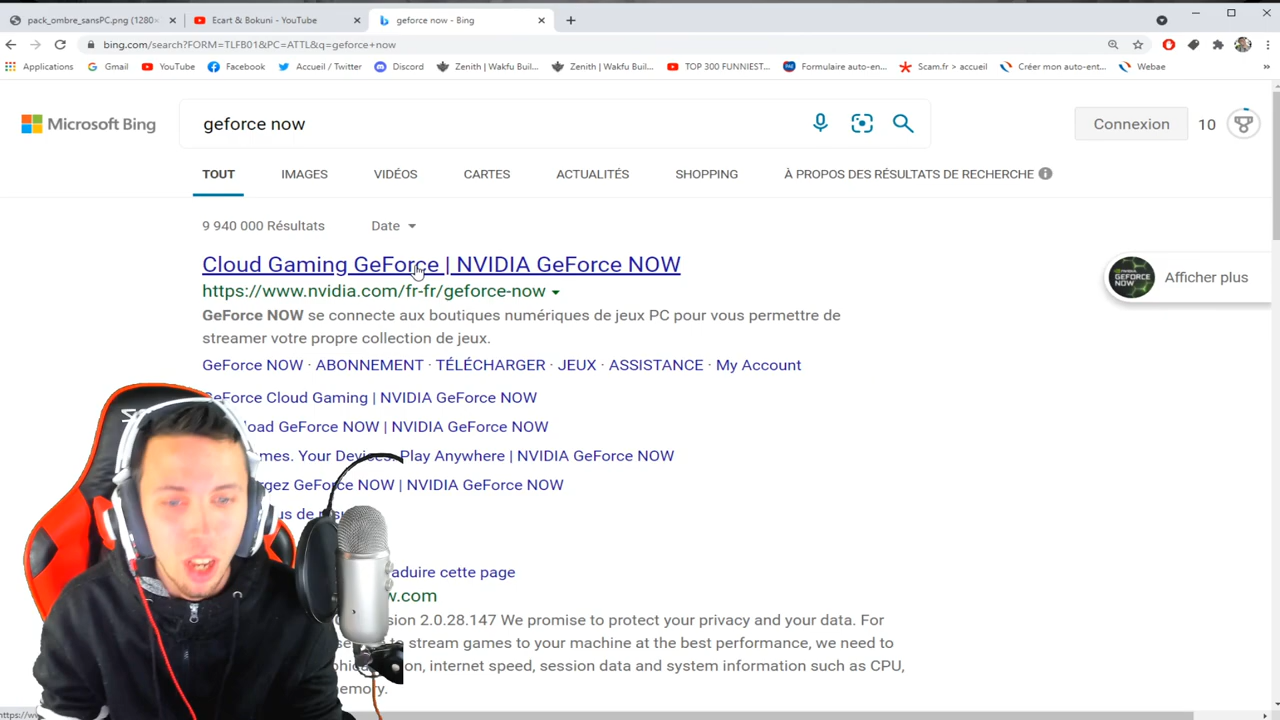 pack_ombre_sansPC.png (1280×
Ecart & Bokuni - YouTube
geforce now - Bing
bing.com/search?FORM=TLFB01&PC=ATTL&q=geforce+now
Applications
Gmail
YouTube
Facebook
Accueil / Twitter
Discord
Zenith | Wakfu Buil...
Zenith | Wakfu Buil...
TOP 300 FUNNIEST...
Formulaire auto-en...
Scam.fr > accueil
Créer mon auto-ent...
Webae
Microsoft Bing
geforce now
Connexion
10
TOUT
IMAGES
VIDÉOS
CARTES
ACTUALITÉS
SHOPPING
À PROPOS DES RÉSULTATS DE RECHERCHE
9 940 000 Résultats
Date
Cloud Gaming GeForce | NVIDIA GeForce NOW
https://www.nvidia.com/fr-fr/geforce-now
NVIDIA GEFORCE NOW
Afficher plus
GeForce NOW se connecte aux boutiques numériques de jeux PC pour vous permettre de
streamer votre propre collection de jeux.
GeForce NOW · ABONNEMENT · TÉLÉCHARGER · JEUX · ASSISTANCE · My Account
GeForce Cloud Gaming | NVIDIA GeForce NOW
load GeForce NOW | NVIDIA GeForce NOW
mes. Your Devices. Play Anywhere | NVIDIA GeForce NOW
rgez GeForce NOW | NVIDIA GeForce NOW
us de
aduire cette page
w.com
sion 2.0.28.147 We promise to protect your privacy and your data. For
to stream games to your machine at the best performance, we need to
on, internet speed, session data and system information such as CPU,
emory.